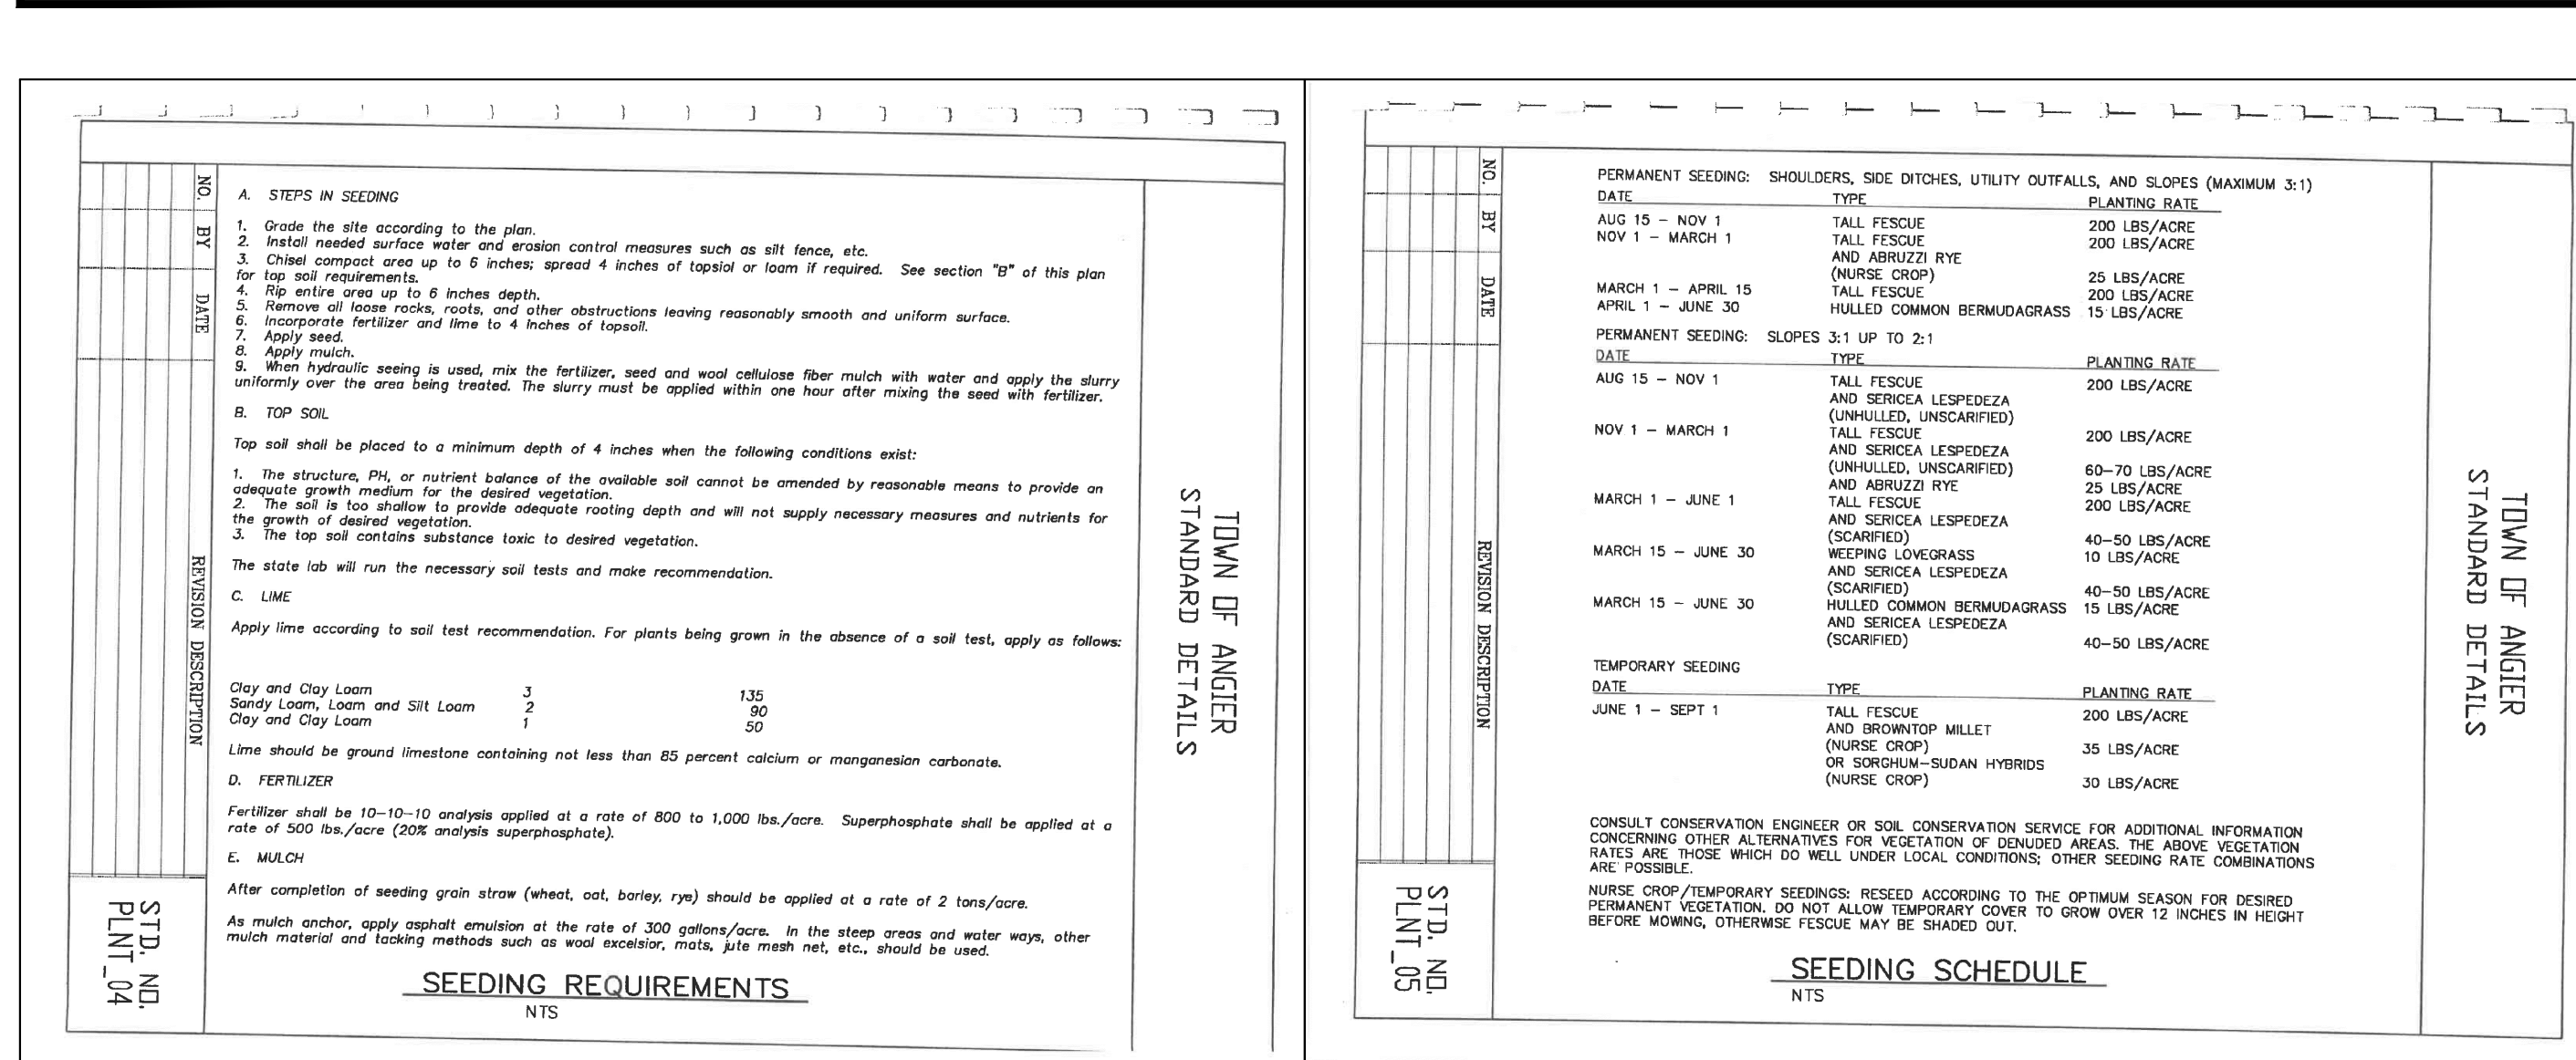 NO.
BY
DATE
REVISION DESCRIPTION
STD. NO.
PLNT_04
A. STEPS IN SEEDING
1. Grade the site according to the plan.
2. Install needed surface water and erosion control measures such as silt fence, etc.
3. Chisel compact area up to 6 inches; spread 4 inches of topsiol or loam if required. See section "B" of this plan
for top soil requirements.
4. Rip entire area up to 6 inches depth.
5. Remove all loose rocks, roots, and other obstructions leaving reasonably smooth and uniform surface.
6. Incorporate fertilizer and lime to 4 inches of topsoil.
7. Apply seed.
8. Apply mulch.
9. When hydraulic seeing is used, mix the fertilizer, seed and wool cellulose fiber mulch with water and apply the slurry
uniformly over the area being treated. The slurry must be applied within one hour after mixing the seed with fertilizer.
B. TOP SOIL
Top soil shall be placed to a minimum depth of 4 inches when the following conditions exist:
1. The structure, PH, or nutrient balance of the available soil cannot be amended by reasonable means to provide an
adequate growth medium for the desired vegetation.
2. The soil is too shallow to provide adequate rooting depth and will not supply necessary measures and nutrients for
the growth of desired vegetation.
3. The top soil contains substance toxic to desired vegetation.
The state lab will run the necessary soil tests and make recommendation.
C. LIME
Apply lime according to soil test recommendation. For plants being grown in the absence of a soil test, apply as follows:
Clay and Clay Loam 3 135
Sandy Loam, Loam and Silt Loam 2 90
Clay and Clay Loam 1 50
Lime should be ground limestone containing not less than 85 percent calcium or manganesian carbonate.
D. FERTILIZER
Fertilizer shall be 10-10-10 analysis applied at a rate of 800 to 1,000 lbs./acre. Superphosphate shall be applied at a
rate of 500 lbs./acre (20% analysis superphosphate).
E. MULCH
After completion of seeding grain straw (wheat, oat, barley, rye) should be applied at a rate of 2 tons/acre.
As mulch anchor, apply asphalt emulsion at the rate of 300 gallons/acre. In the steep areas and water ways, other
mulch material and tacking methods such as wool excelsior, mats, jute mesh net, etc., should be used.
SEEDING REQUIREMENTS
NTS
TOWN OF ANGIER
STANDARD DETAILS
NO.
BY
DATE
REVISION DESCRIPTION
STD. NO.
PLNT_05
PERMANENT SEEDING: SHOULDERS, SIDE DITCHES, UTILITY OUTFALLS, AND SLOPES (MAXIMUM 3:1)
DATE TYPE PLANTING RATE
AUG 15 - NOV 1 TALL FESCUE 200 LBS/ACRE
NOV 1 - MARCH 1 TALL FESCUE 200 LBS/ACRE
AND ABRUZZI RYE
(NURSE CROP) 25 LBS/ACRE
MARCH 1 - APRIL 15 TALL FESCUE 200 LBS/ACRE
APRIL 1 - JUNE 30 HULLED COMMON BERMUDAGRASS 15 LBS/ACRE
PERMANENT SEEDING: SLOPES 3:1 UP TO 2:1
DATE TYPE PLANTING RATE
AUG 15 - NOV 1 TALL FESCUE 200 LBS/ACRE
AND SERICEA LESPEDEZA
(UNHULLED, UNSCARIFIED)
NOV 1 - MARCH 1 TALL FESCUE 200 LBS/ACRE
AND SERICEA LESPEDEZA
(UNHULLED, UNSCARIFIED) 60-70 LBS/ACRE
AND ABRUZZI RYE 25 LBS/ACRE
MARCH 1 - JUNE 1 TALL FESCUE 200 LBS/ACRE
AND SERICEA LESPEDEZA
(SCARIFIED) 40-50 LBS/ACRE
MARCH 15 - JUNE 30 WEEPING LOVEGRASS 10 LBS/ACRE
AND SERICEA LESPEDEZA
(SCARIFIED) 40-50 LBS/ACRE
MARCH 15 - JUNE 30 HULLED COMMON BERMUDAGRASS 15 LBS/ACRE
AND SERICEA LESPEDEZA
(SCARIFIED) 40-50 LBS/ACRE
TEMPORARY SEEDING
DATE TYPE PLANTING RATE
JUNE 1 - SEPT 1 TALL FESCUE 200 LBS/ACRE
AND BROWNTOP MILLET
(NURSE CROP) 35 LBS/ACRE
OR SORGHUM-SUDAN HYBRIDS
(NURSE CROP) 30 LBS/ACRE
CONSULT CONSERVATION ENGINEER OR SOIL CONSERVATION SERVICE FOR ADDITIONAL INFORMATION
CONCERNING OTHER ALTERNATIVES FOR VEGETATION OF DENUDED AREAS. THE ABOVE VEGETATION
RATES ARE THOSE WHICH DO WELL UNDER LOCAL CONDITIONS; OTHER SEEDING RATE COMBINATIONS
ARE POSSIBLE.
NURSE CROP/TEMPORARY SEEDINGS: RESEED ACCORDING TO THE OPTIMUM SEASON FOR DESIRED
PERMANENT VEGETATION. DO NOT ALLOW TEMPORARY COVER TO GROW OVER 12 INCHES IN HEIGHT
BEFORE MOWING, OTHERWISE FESCUE MAY BE SHADED OUT.
SEEDING SCHEDULE
NTS
TOWN OF ANGIER
STANDARD DETAILS